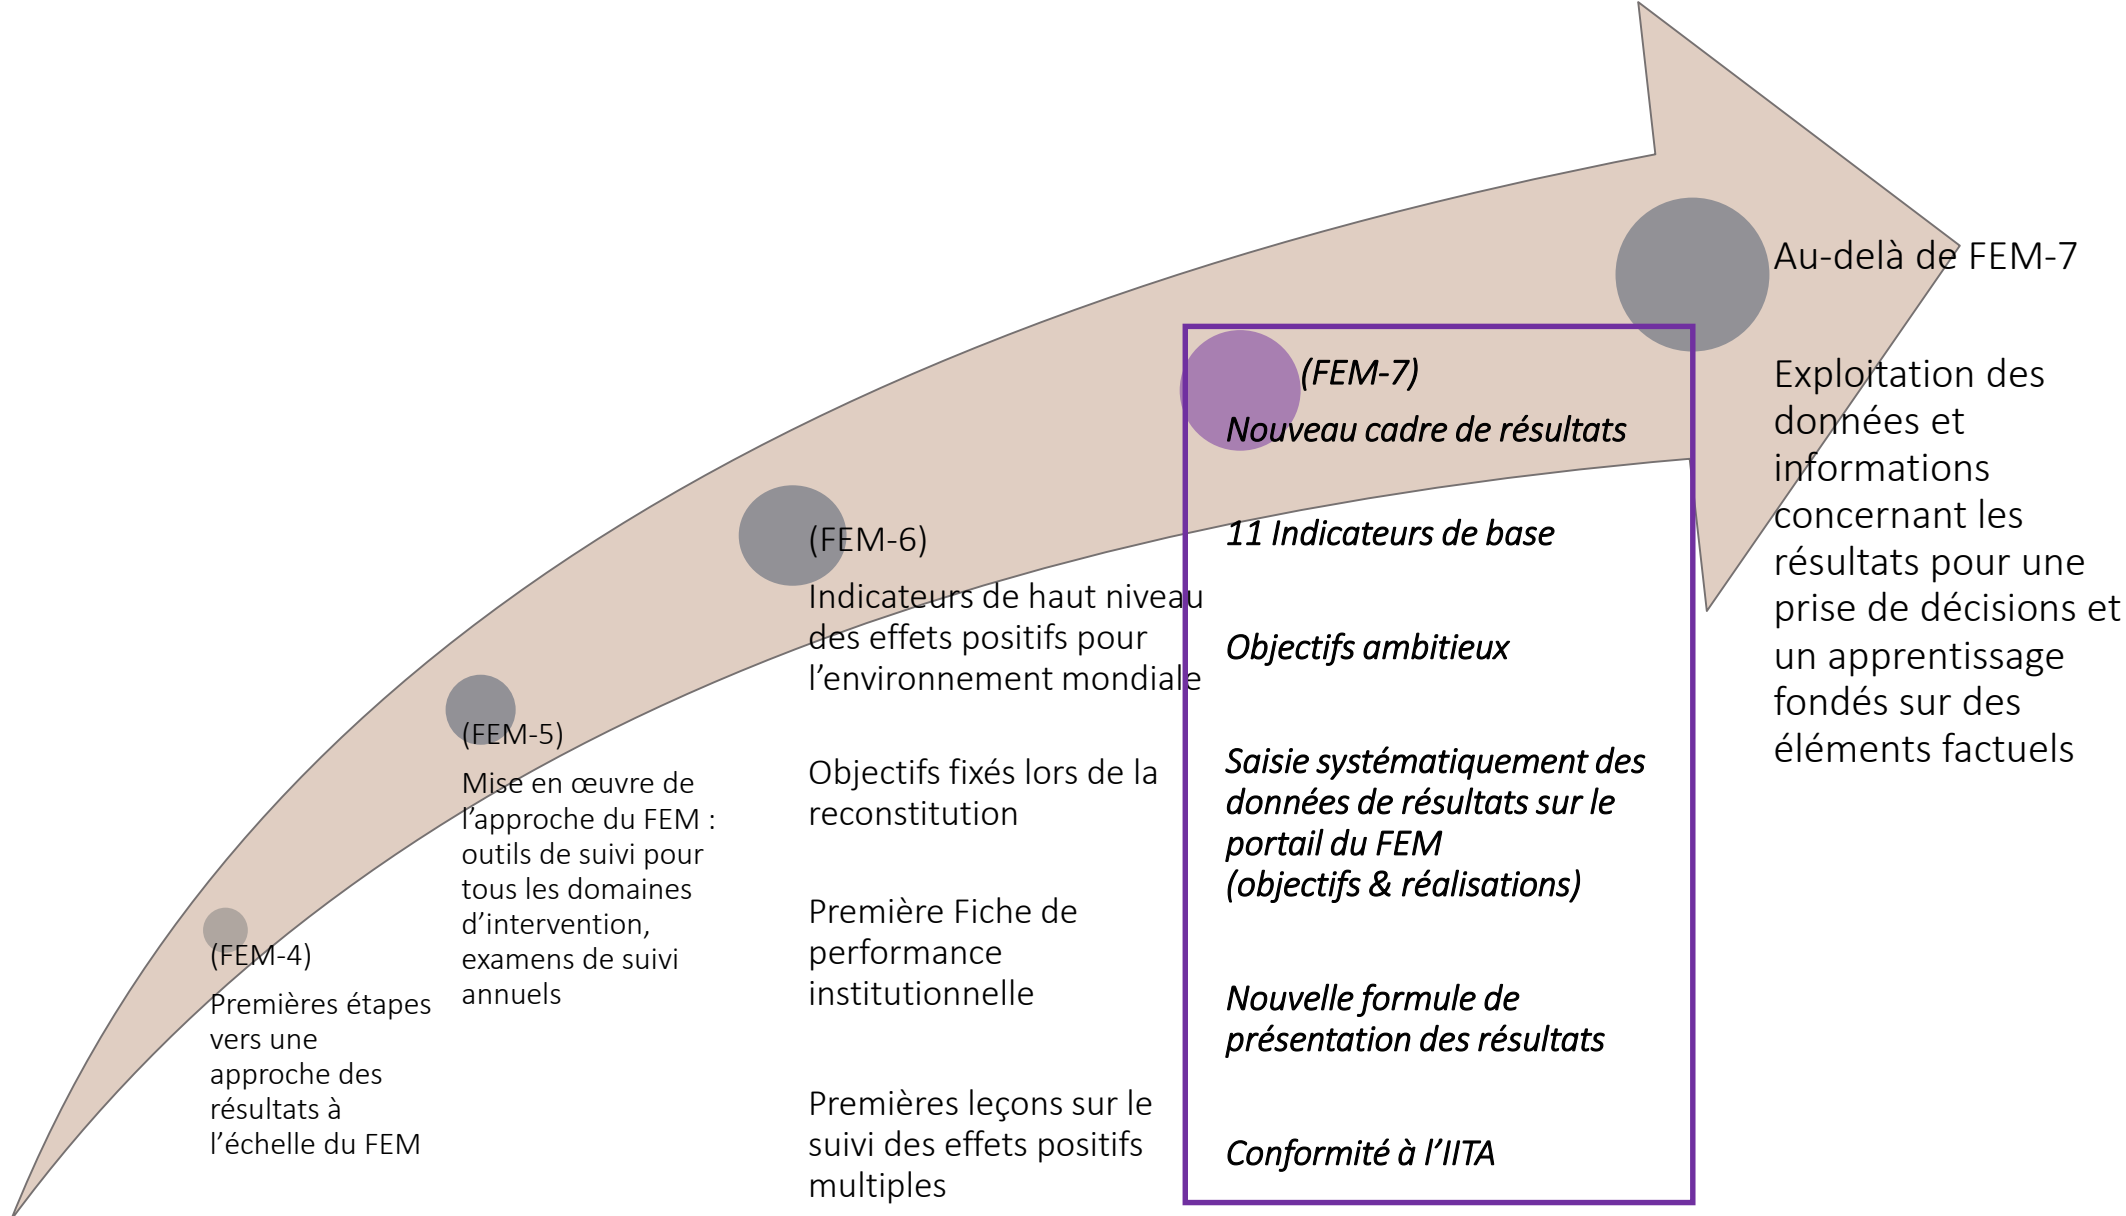 (FEM-4)
Premières étapes
vers une
approche des
résultats à
l’échelle du FEM
(FEM-5)
Mise en œuvre de
l’approche du FEM :
outils de suivi pour
tous les domaines
d’intervention,
examens de suivi
annuels
(FEM-6)
Indicateurs de haut niveau
des effets positifs pour
l’environnement mondiale
Objectifs fixés lors de la
reconstitution
Première Fiche de
performance
institutionnelle
Premières leçons sur le
suivi des effets positifs
multiples
(FEM-7)
Nouveau cadre de résultats
11 Indicateurs de base
Objectifs ambitieux
Saisie systématiquement des
données de résultats sur le
portail du FEM
(objectifs & réalisations)
Nouvelle formule de
présentation des résultats
Conformité à l’IITA
Au-delà de FEM-7
Exploitation des
données et
informations
concernant les
résultats pour une
prise de décisions et
un apprentissage
fondés sur des
éléments factuels